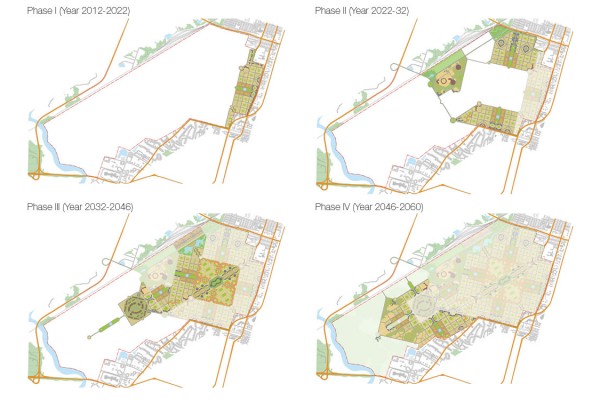 Phase I (Year 2012-2022)
Phase II (Year 2022-32)
Phase III (Year 2032-2046)
Phase IV (Year 2046-2060)